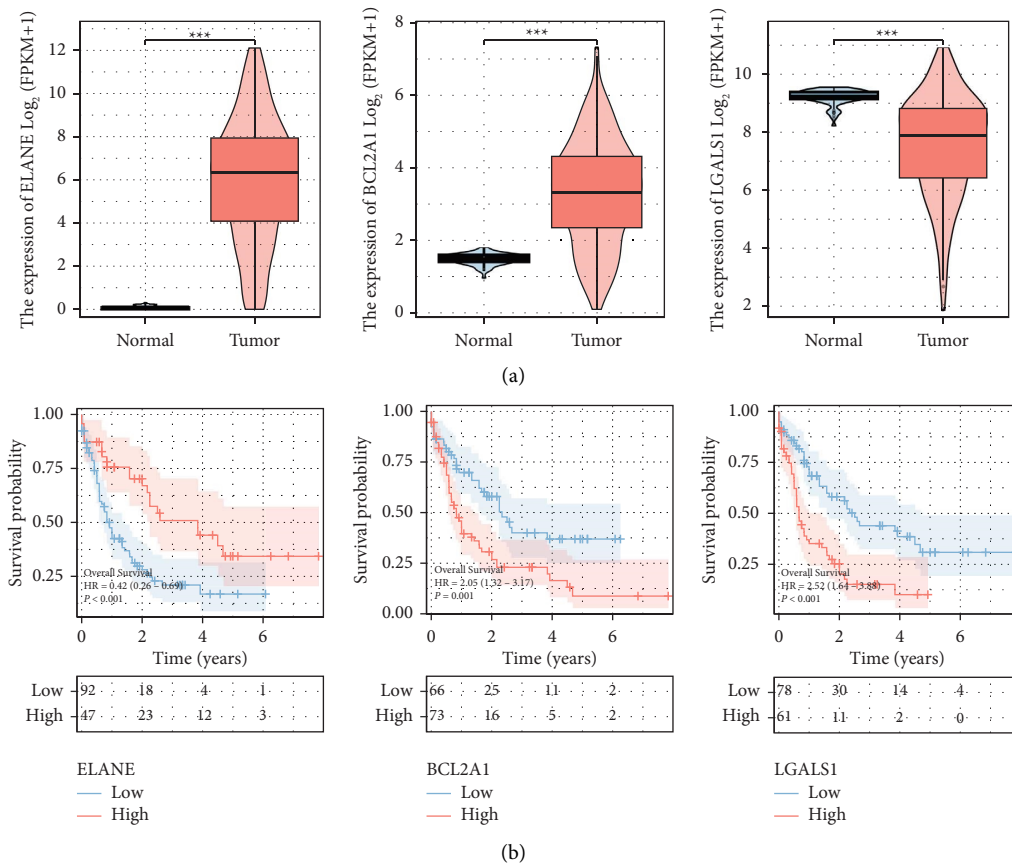 The expression of ELANE Log2 (FPKM+1)
12
10
8
6
4
2
0
***
Normal
Tumor
The expression of BCL2A1 Log2 (FPKM+1)
8
6
4
2
0
***
Normal
Tumor
The expression of LGALS1 Log2 (FPKM+1)
10
8
6
4
2
***
Normal
Tumor
(a)
Survival probability
1.00
0.75
0.50
0.25
Overall Survival
HR = 0.42 (0.26 – 0.69)
P < 0.001
0 2 4 6
Time (years)
Low 92 18 4 1
High 47 23 12 3
ELANE
Low
High
Survival probability
1.00
0.75
0.50
0.25
0.00
Overall Survival
HR = 2.05 (1.32 – 3.17)
P = 0.001
0 2 4 6
Time (years)
Low 66 25 11 2
High 73 16 5 2
BCL2A1
Low
High
Survival probability
1.00
0.75
0.50
0.25
Overall Survival
HR = 2.52 (1.64 – 3.88)
P < 0.001
0 2 4 6
Time (years)
Low 78 30 14 4
High 61 11 2 0
LGALS1
Low
High
(b)